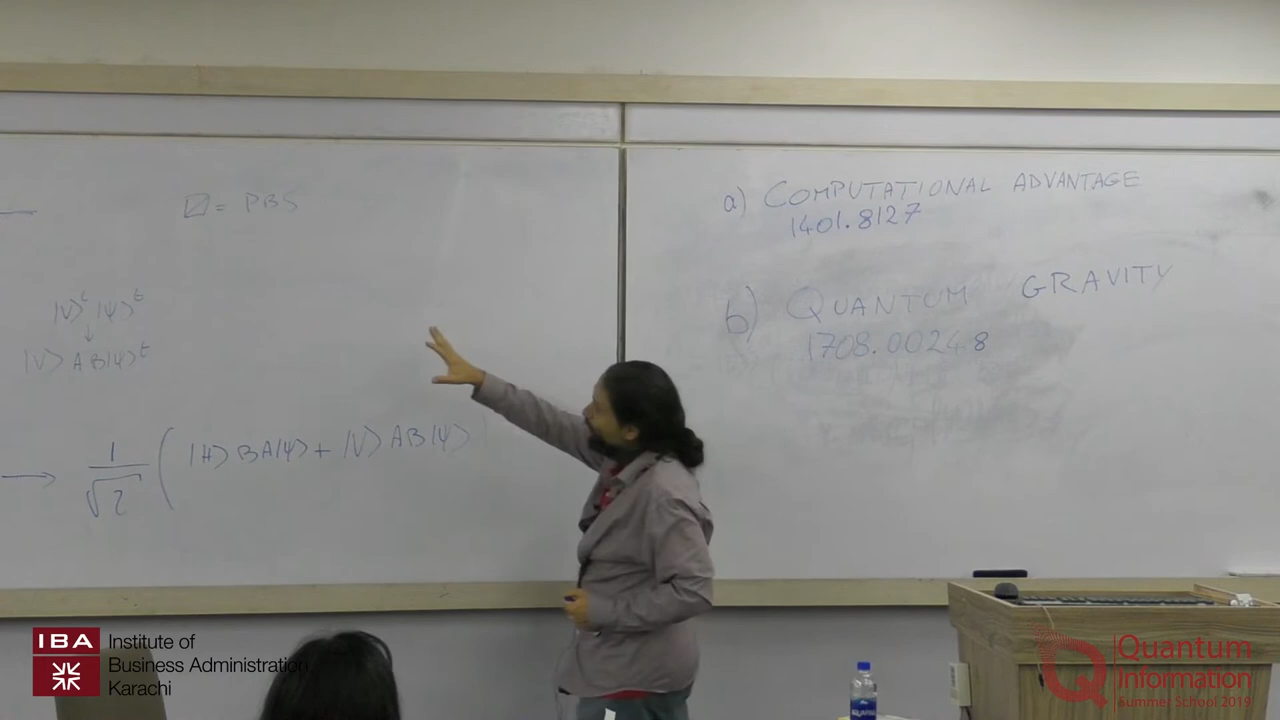 ☑ = PBS
|V>ᶜ |ψ>ᵗ
↓
|V> A B|ψ>ᵗ
→ 1/√2 ( |H> BA|ψ> + |V> AB|ψ> )
a) COMPUTATIONAL ADVANTAGE
1401.8127
b) QUANTUM GRAVITY
1708.00248
IBA
Institute of
Business Administration
Karachi
Quantum
Information
Summer School 2019